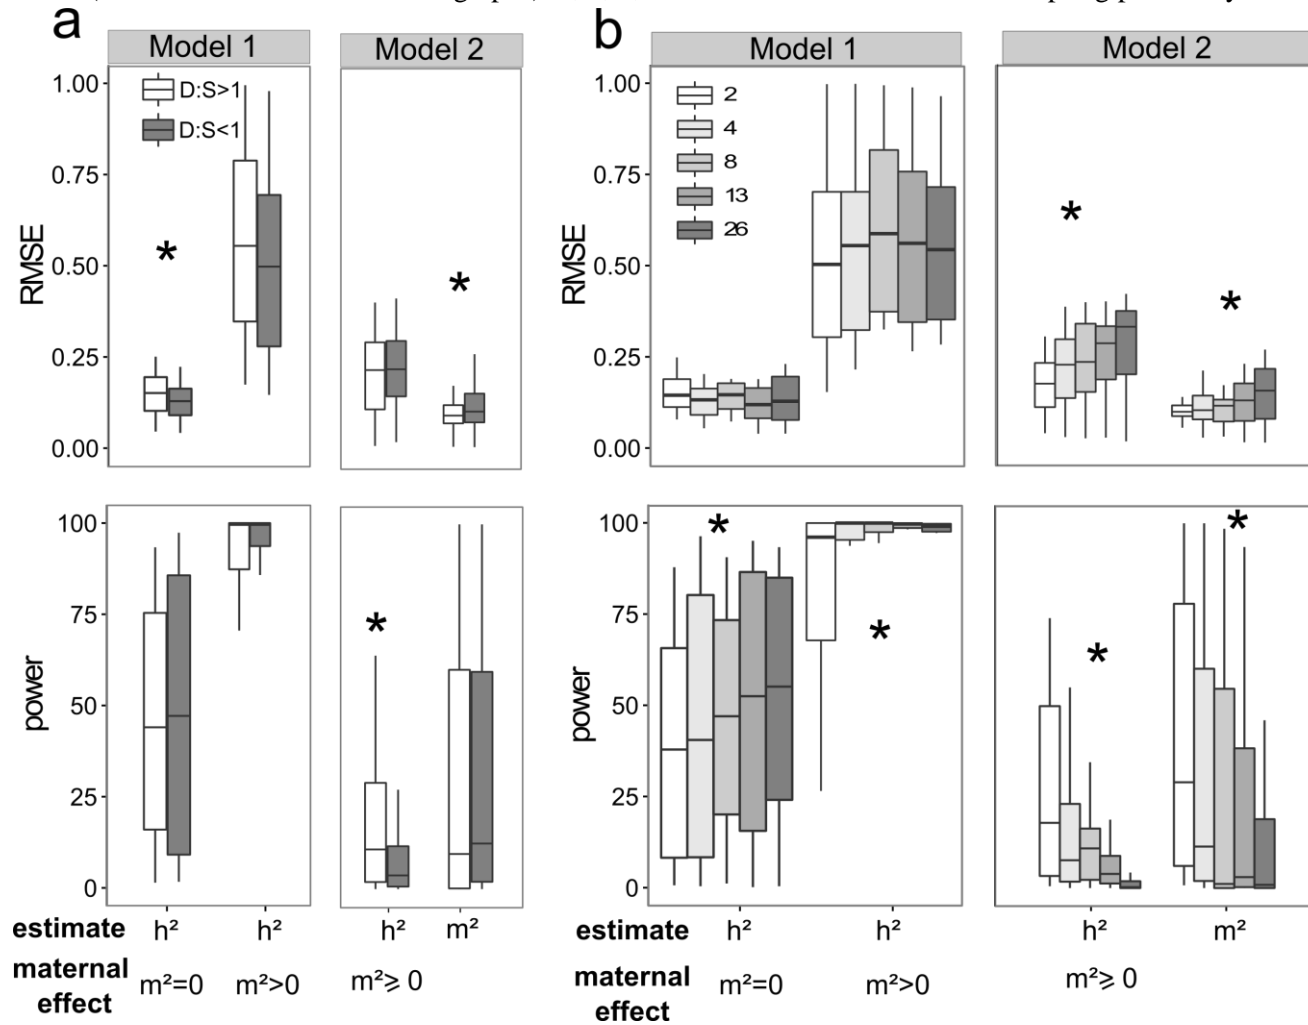 a
Model 1
Model 2
1.00
0.75
0.50
0.25
0.00
RMSE
D:S>1
D:S<1
*
*
100
75
50
25
0
power
*
estimate
h²
h²
h²
m²
maternal
effect
m²=0
m²>0
m²⩾ 0
b
Model 1
Model 2
1.00
0.75
0.50
0.25
0.00
RMSE
2
4
8
13
26
*
*
100
75
50
25
0
power
*
*
*
*
estimate
h²
h²
h²
m²
maternal
effect
m²=0
m²>0
m²⩾ 0